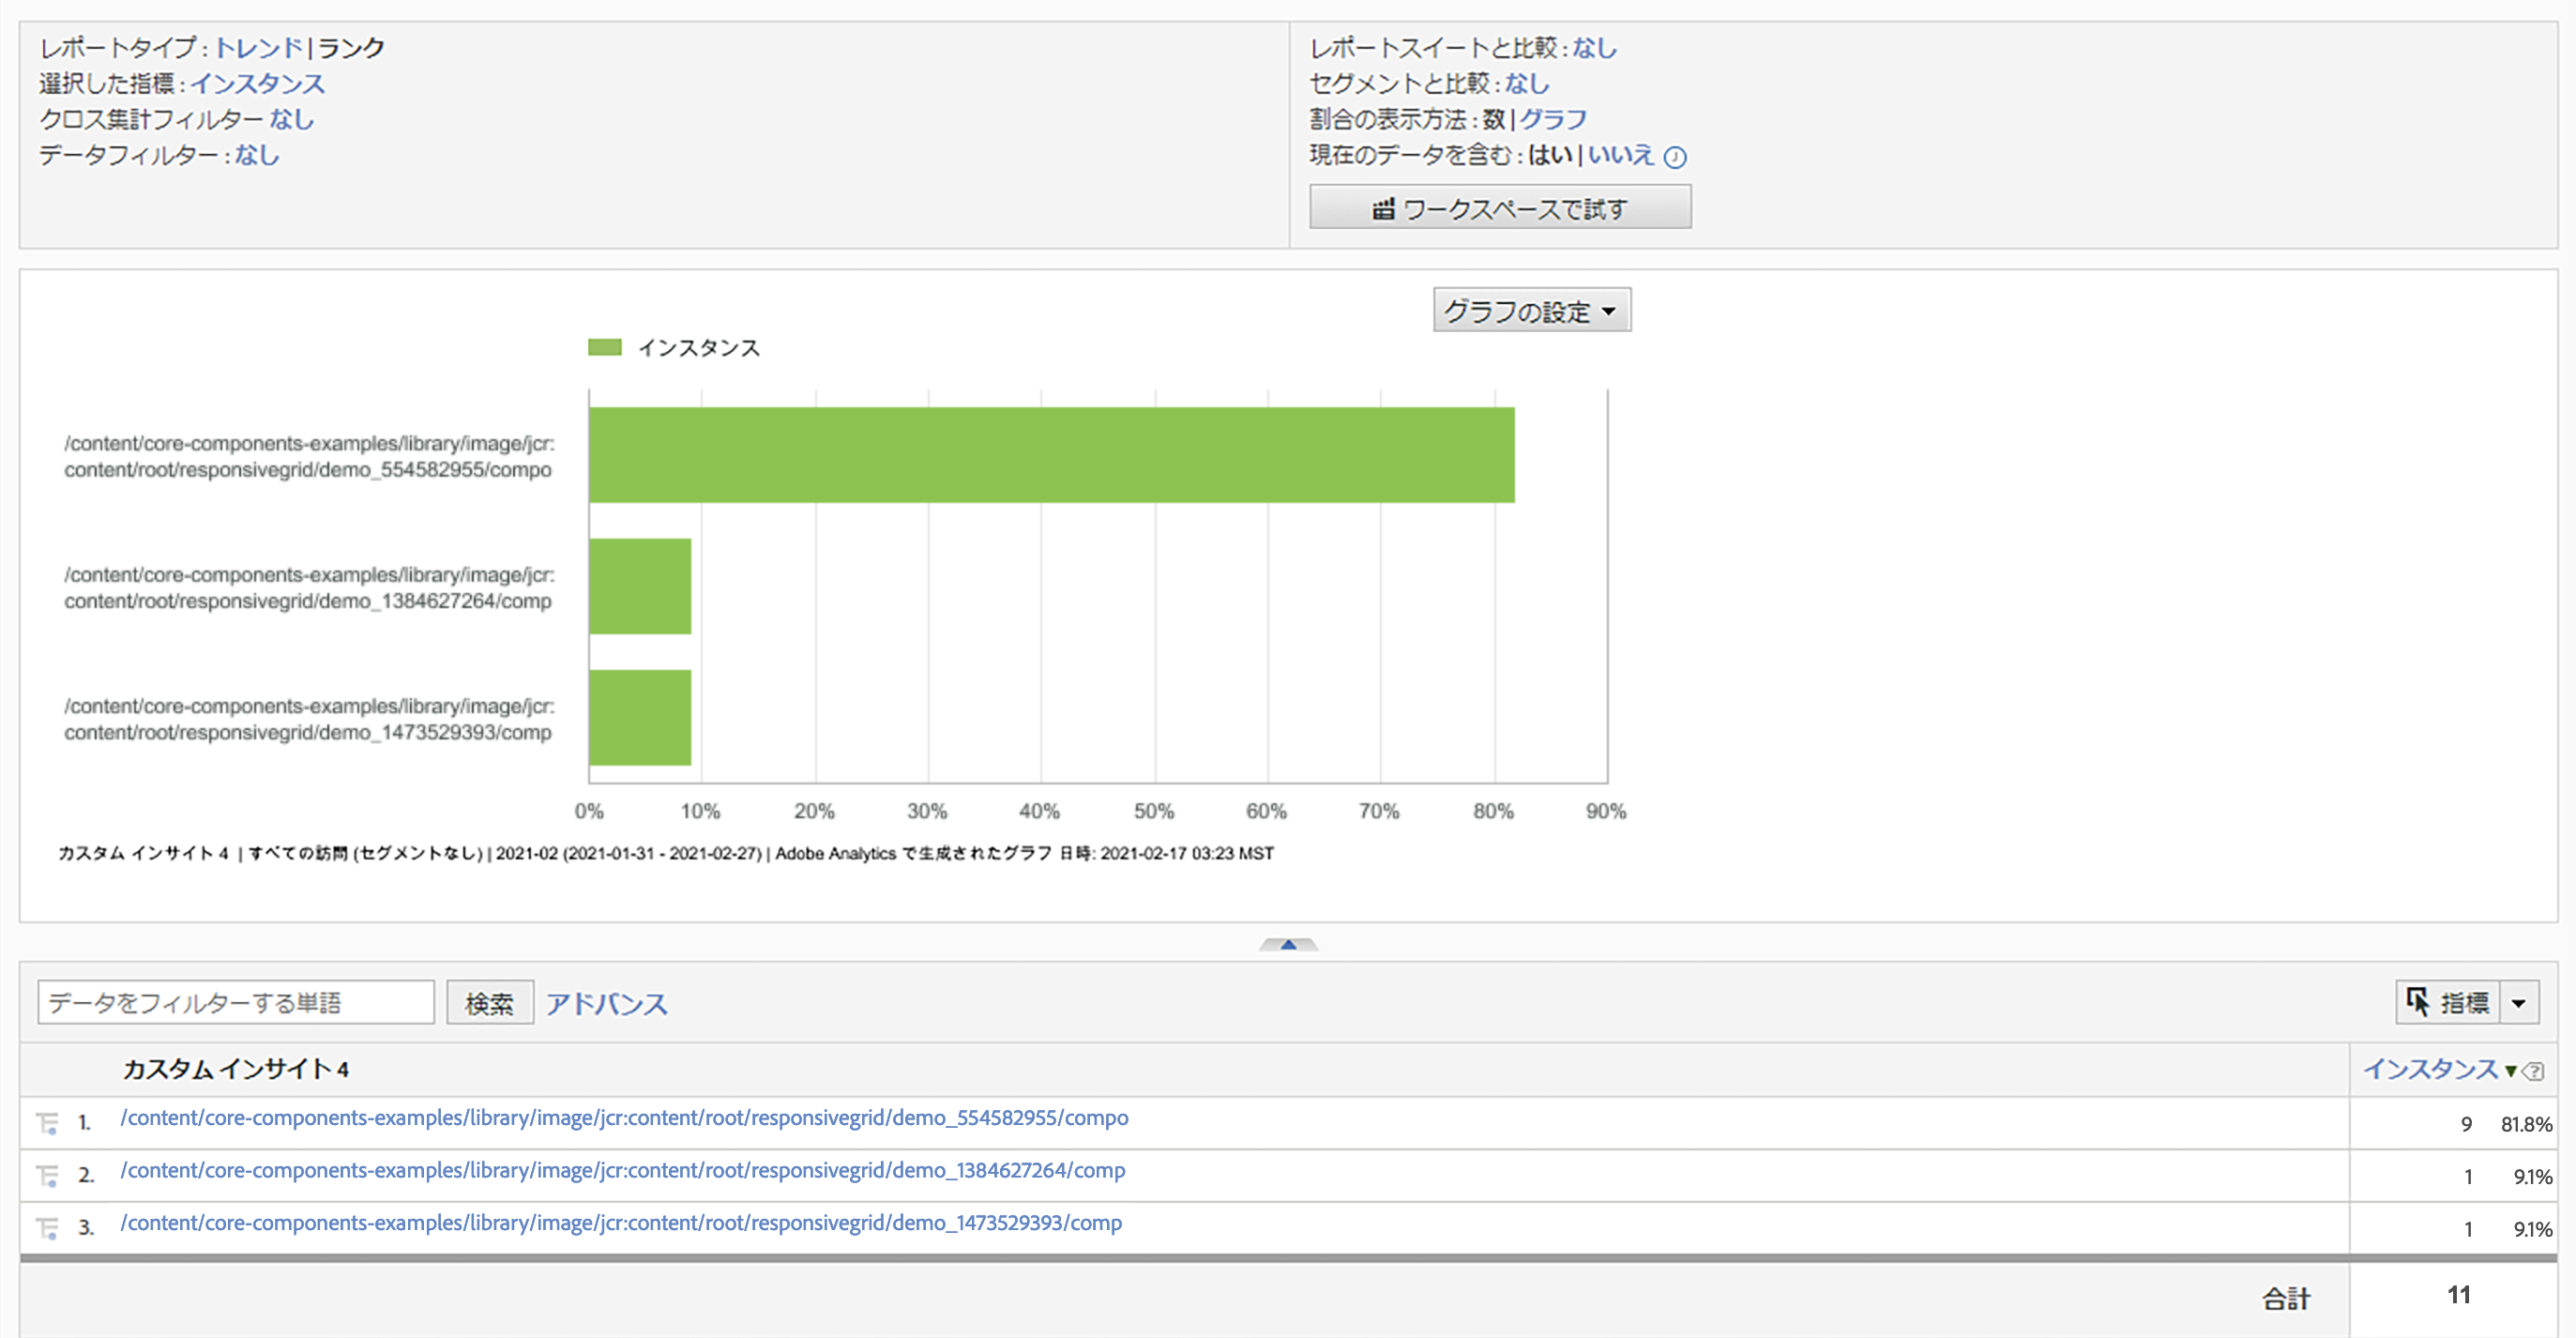 レポートタイプ : トレンド|ランク
選択した指標 : インスタンス
クロス集計フィルター なし
データフィルター : なし
レポートスイートと比較 : なし
セグメントと比較 : なし
割合の表示方法 : 数|グラフ
現在のデータを含む : はい|いいえ
ワークスペースで試す
グラフの設定
インスタンス
/content/core-components-examples/library/image/jcr:
content/root/responsivegrid/demo_554582955/compo
/content/core-components-examples/library/image/jcr:
content/root/responsivegrid/demo_1384627264/comp
/content/core-components-examples/library/image/jcr:
content/root/responsivegrid/demo_1473529393/comp
0% 10% 20% 30% 40% 50% 60% 70% 80% 90%
カスタム インサイト 4 | すべての訪問 (セグメントなし) | 2021-02 (2021-01-31 - 2021-02-27) | Adobe Analytics で生成されたグラフ 日時: 2021-02-17 03:23 MST
データをフィルターする単語 検索 アドバンス 指標
カスタム インサイト 4 インスタンス
1. /content/core-components-examples/library/image/jcr:content/root/responsivegrid/demo_554582955/compo 9 81.8%
2. /content/core-components-examples/library/image/jcr:content/root/responsivegrid/demo_1384627264/comp 1 9.1%
3. /content/core-components-examples/library/image/jcr:content/root/responsivegrid/demo_1473529393/comp 1 9.1%
合計 11